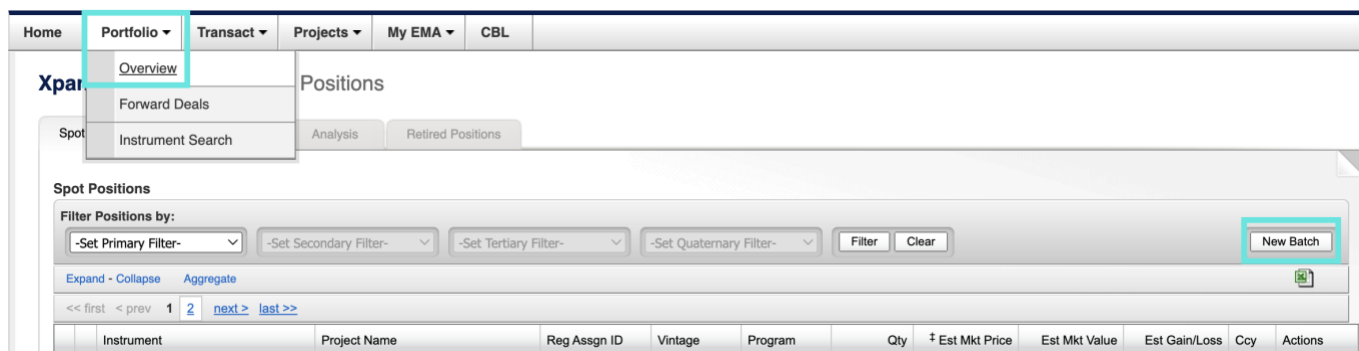 Home Portfolio ▾ Transact ▾ Projects ▾ My EMA ▾ CBL
Overview
Xpan Positions
Forward Deals
Spot Analysis Retired Positions
Instrument Search
Spot Positions
Filter Positions by:
-Set Primary Filter- -Set Secondary Filter- -Set Tertiary Filter- -Set Quaternary Filter- Filter Clear New Batch
Expand - Collapse Aggregate
<< first < prev 1 2 next > last >>
Instrument Project Name Reg Assgn ID Vintage Program Qty ‡ Est Mkt Price Est Mkt Value Est Gain/Loss Ccy Actions